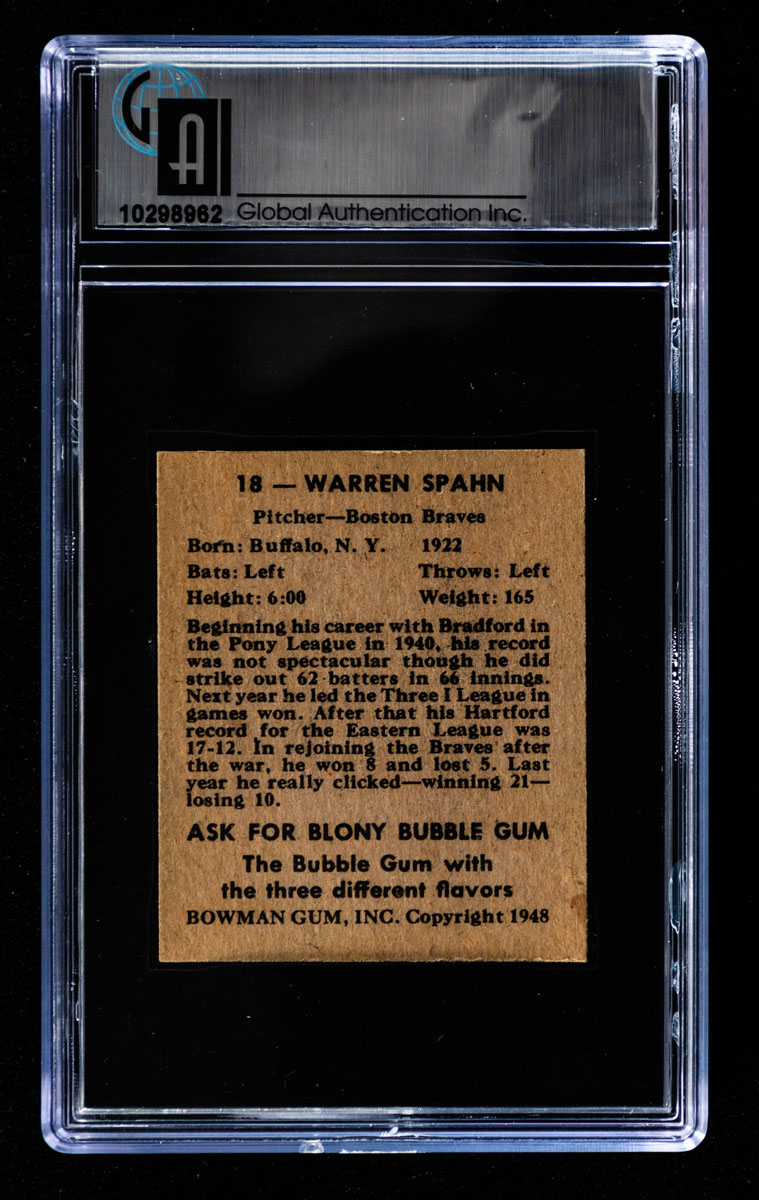 G
A
10298962 Global Authentication Inc.
18 — WARREN SPAHN
Pitcher—Boston Braves
Born: Buffalo, N. Y. 1922
Bats: Left Throws: Left
Height: 6:00 Weight: 165
Beginning his career with Bradford in
the Pony League in 1940, his record
was not spectacular though he did
strike out 62 batters in 66 innings.
Next year he led the Three I League in
games won. After that his Hartford
record for the Eastern League was
17-12. In rejoining the Braves after
the war, he won 8 and lost 5. Last
year he really clicked—winning 21—
losing 10.
ASK FOR BLONY BUBBLE GUM
The Bubble Gum with
the three different flavors
BOWMAN GUM, INC. Copyright 1948